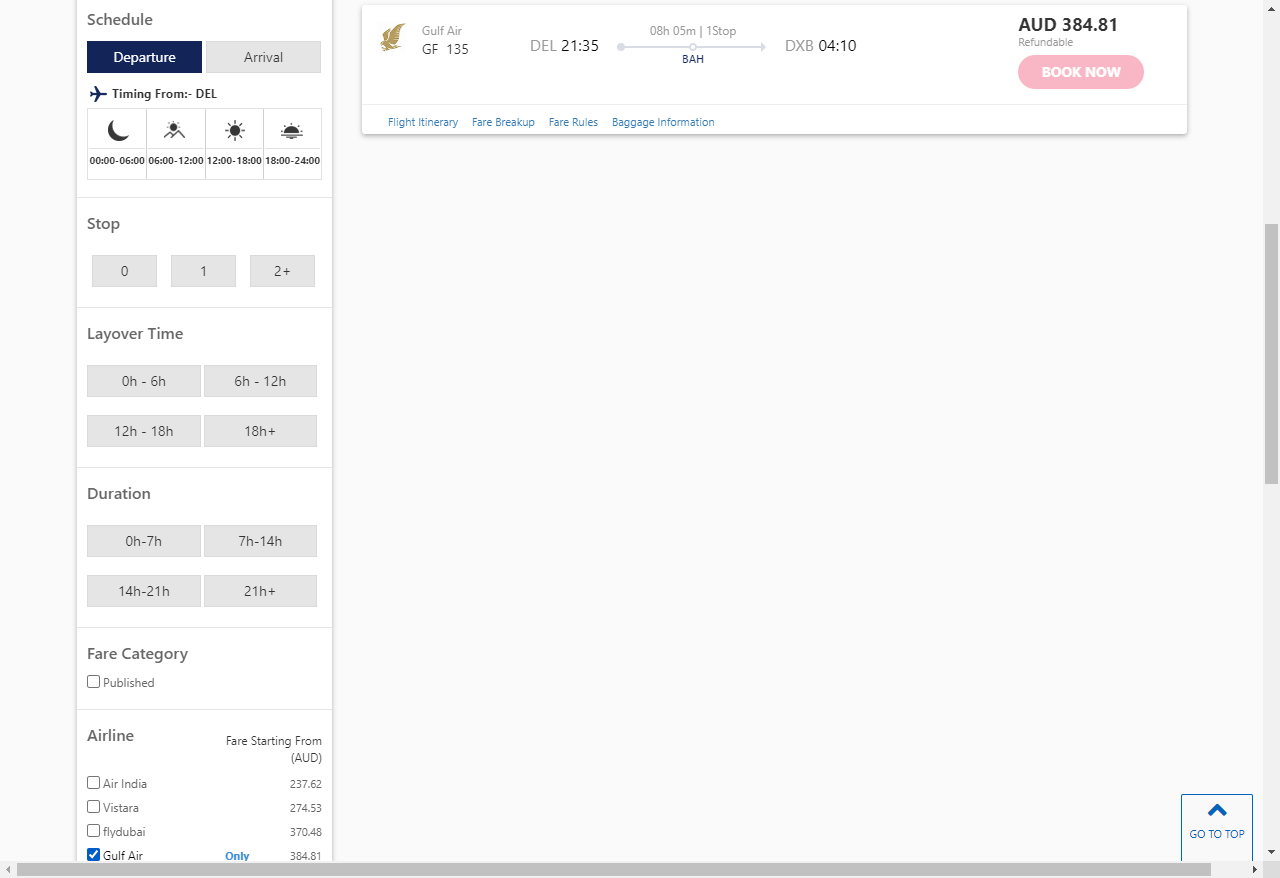 Schedule
Departure
Arrival
Timing From:- DEL
00:00-06:00 06:00-12:00 12:00-18:00 18:00-24:00
Stop
0 1 2+
Layover Time
0h - 6h 6h - 12h
12h - 18h 18h+
Duration
0h-7h 7h-14h
14h-21h 21h+
Fare Category
Published
Airline
Fare Starting From
(AUD)
Air India 237.62
Vistara 274.53
flydubai 370.48
Gulf Air Only 384.81
Gulf Air
GF 135
DEL 21:35
08h 05m | 1Stop
BAH
DXB 04:10
AUD 384.81
Refundable
BOOK NOW
Flight Itinerary Fare Breakup Fare Rules Baggage Information
GO TO TOP